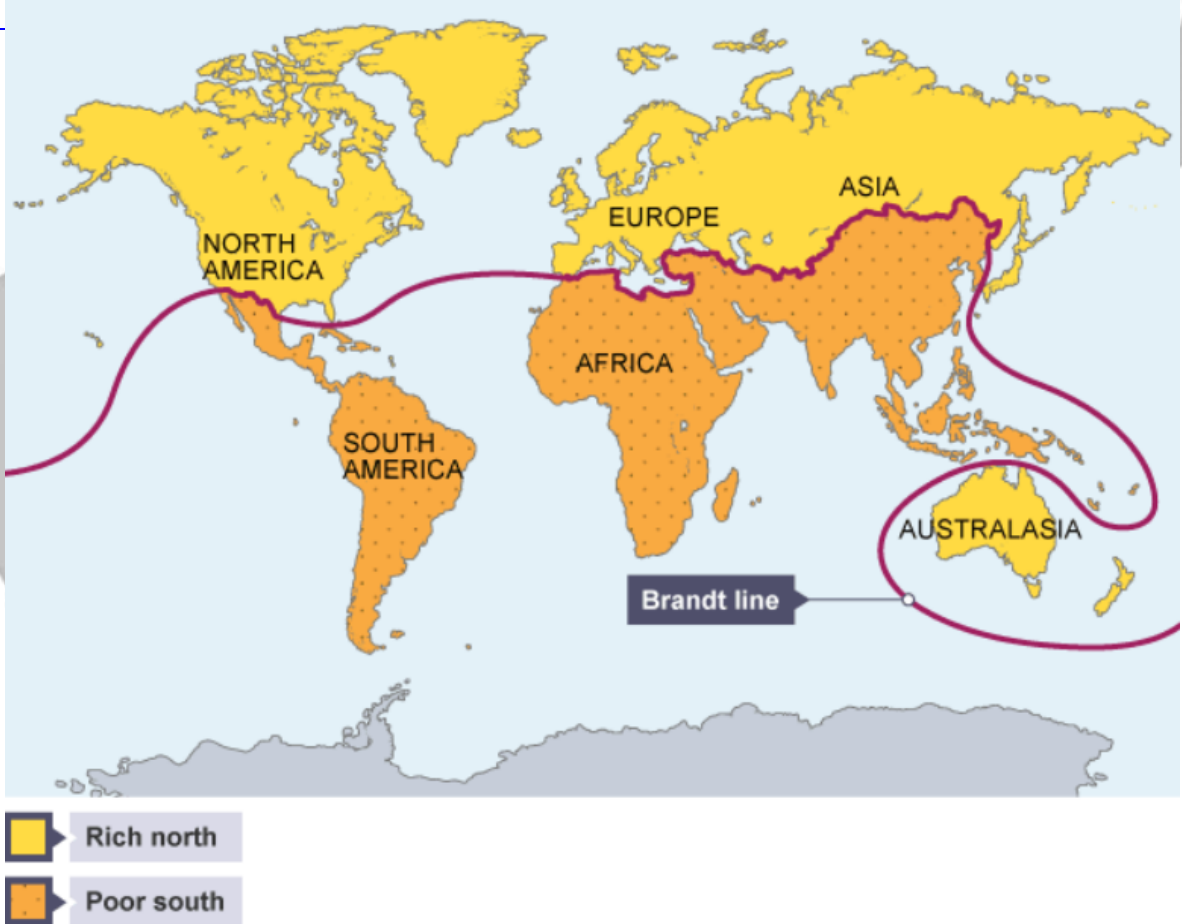 ASIA
EUROPE
NORTH
AMERICA
AFRICA
SOUTH
AMERICA
AUSTRALASIA
Brandt line
Rich north
Poor south